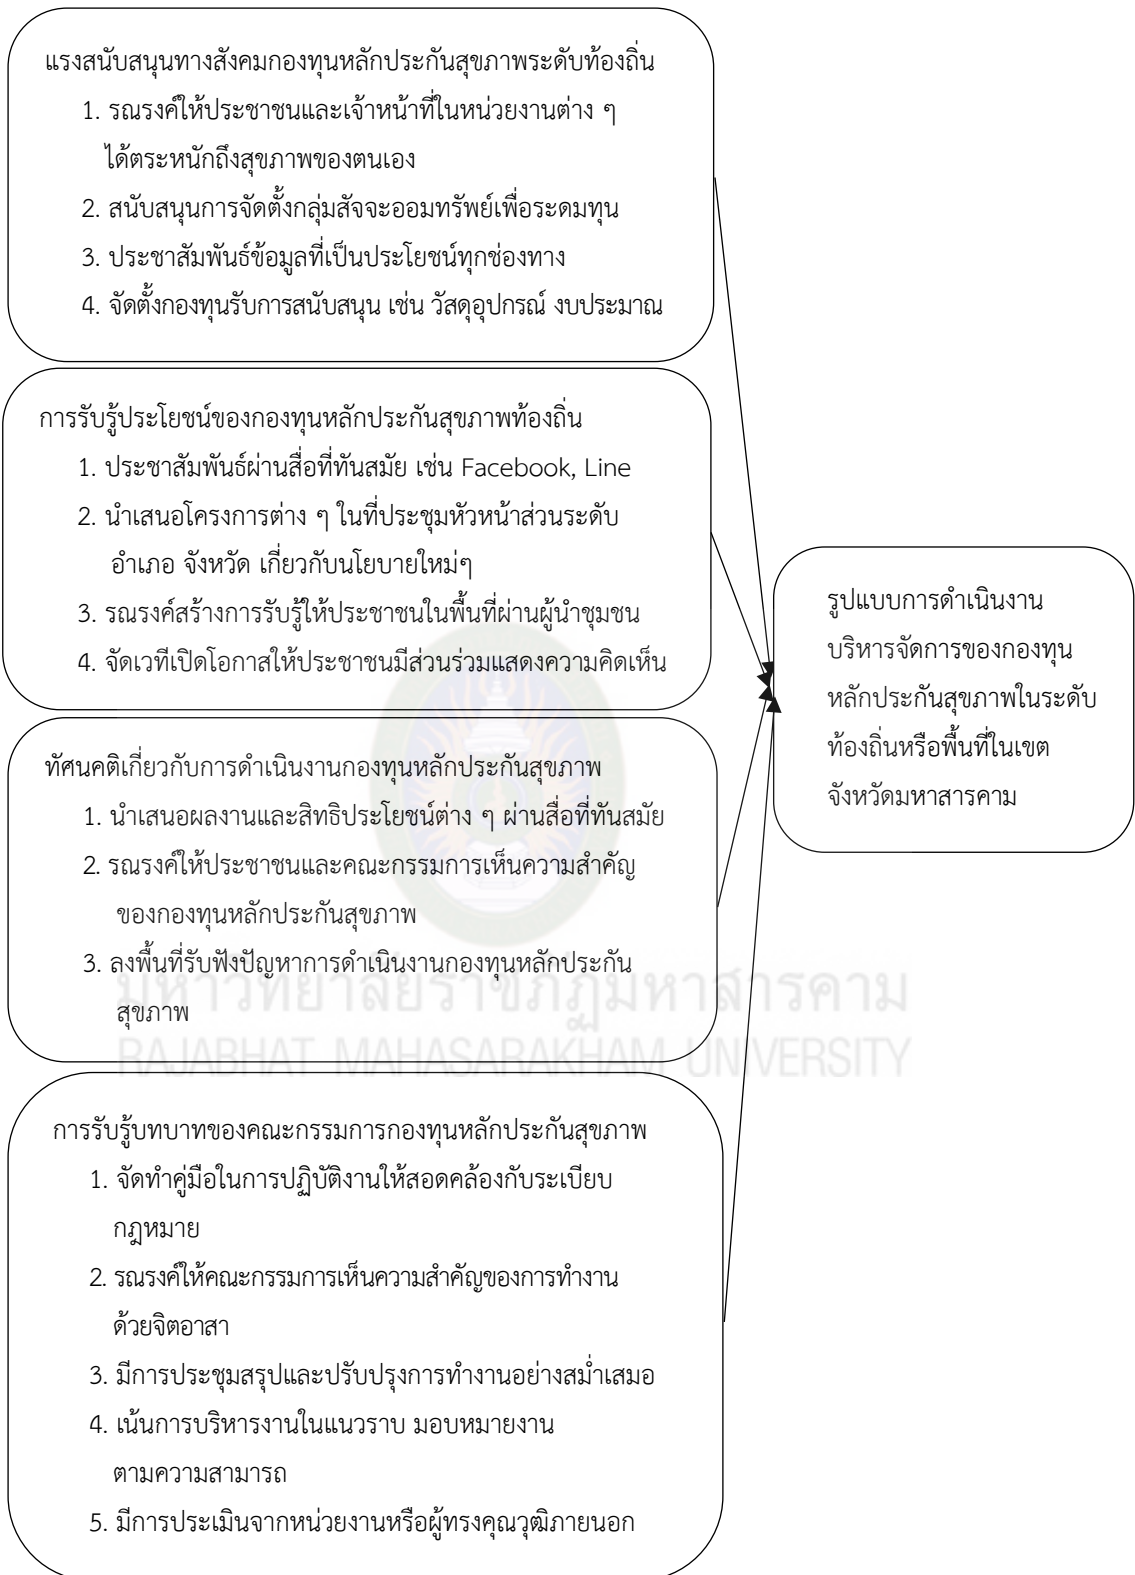 แรงสนับสนุนทางสังคมกองทุนหลักประกันสุขภาพระดับท้องถิ่น
1. รณรงค์ให้ประชาชนและเจ้าหน้าที่ในหน่วยงานต่าง ๆ
ได้ตระหนักถึงสุขภาพของตนเอง
2. สนับสนุนการจัดตั้งกลุ่มสัจจะออมทรัพย์เพื่อระดมทุน
3. ประชาสัมพันธ์ข้อมูลที่เป็นประโยชน์ทุกช่องทาง
4. จัดตั้งกองทุนรับการสนับสนุน เช่น วัสดุอุปกรณ์ งบประมาณ
การรับรู้ประโยชน์ของกองทุนหลักประกันสุขภาพท้องถิ่น
1. ประชาสัมพันธ์ผ่านสื่อที่ทันสมัย เช่น Facebook, Line
2. นำเสนอโครงการต่าง ๆ ในที่ประชุมหัวหน้าส่วนระดับ
อำเภอ จังหวัด เกี่ยวกับนโยบายใหม่ๆ
3. รณรงค์สร้างการรับรู้ให้ประชาชนในพื้นที่ผ่านผู้นำชุมชน
4. จัดเวทีเปิดโอกาสให้ประชาชนมีส่วนร่วมแสดงความคิดเห็น
ทัศนคติเกี่ยวกับการดำเนินงานกองทุนหลักประกันสุขภาพ
1. นำเสนอผลงานและสิทธิประโยชน์ต่าง ๆ ผ่านสื่อที่ทันสมัย
2. รณรงค์ให้ประชาชนและคณะกรรมการเห็นความสำคัญ
ของกองทุนหลักประกันสุขภาพ
3. ลงพื้นที่รับฟังปัญหาการดำเนินงานกองทุนหลักประกัน
สุขภาพ
การรับรู้บทบาทของคณะกรรมการกองทุนหลักประกันสุขภาพ
1. จัดทำคู่มือในการปฏิบัติงานให้สอดคล้องกับระเบียบ
กฎหมาย
2. รณรงค์ให้คณะกรรมการเห็นความสำคัญของการทำงาน
ด้วยจิตอาสา
3. มีการประชุมสรุปและปรับปรุงการทำงานอย่างสม่ำเสมอ
4. เน้นการบริหารงานในแนวราบ มอบหมายงาน
ตามความสามารถ
5. มีการประเมินจากหน่วยงานหรือผู้ทรงคุณวุฒิภายนอก
รูปแบบการดำเนินงาน
บริหารจัดการของกองทุน
หลักประกันสุขภาพในระดับ
ท้องถิ่นหรือพื้นที่ในเขต
จังหวัดมหาสารคาม
มหาวิทยาลัยราชภัฏมหาสารคาม
RAJABHAT MAHASARAKHAM UNIVERSITY